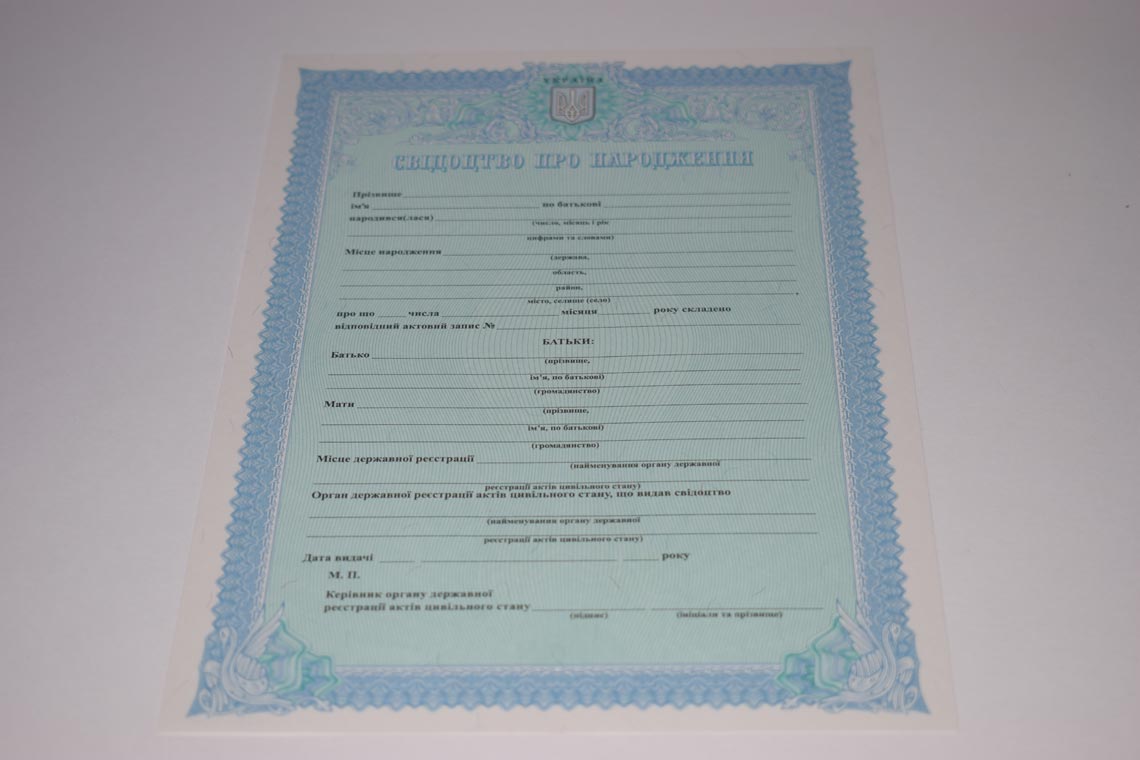 УКРАЇНА
СВІДОЦТВО ПРО НАРОДЖЕННЯ
Прізвище
ім'я по батькові
народився(лася)
(число, місяць і рік
цифрами та словами)
Місце народження
(держава,
область,
район,
місто, селище (село)
про що числа місяця року складено
відповідний актовий запис №
БАТЬКИ:
Батько
(прізвище,
ім'я, по батькові)
(громадянство)
Мати
(прізвище,
ім'я, по батькові)
(громадянство)
Місце державної реєстрації
(найменування органу державної
реєстрації актів цивільного стану)
Орган державної реєстрації актів цивільного стану, що видав свідоцтво
(найменування органу державної
реєстрації актів цивільного стану)
Дата видачі року
М. П.
Керівник органу державної
реєстрації актів цивільного стану
(підпис) (ініціали та прізвище)